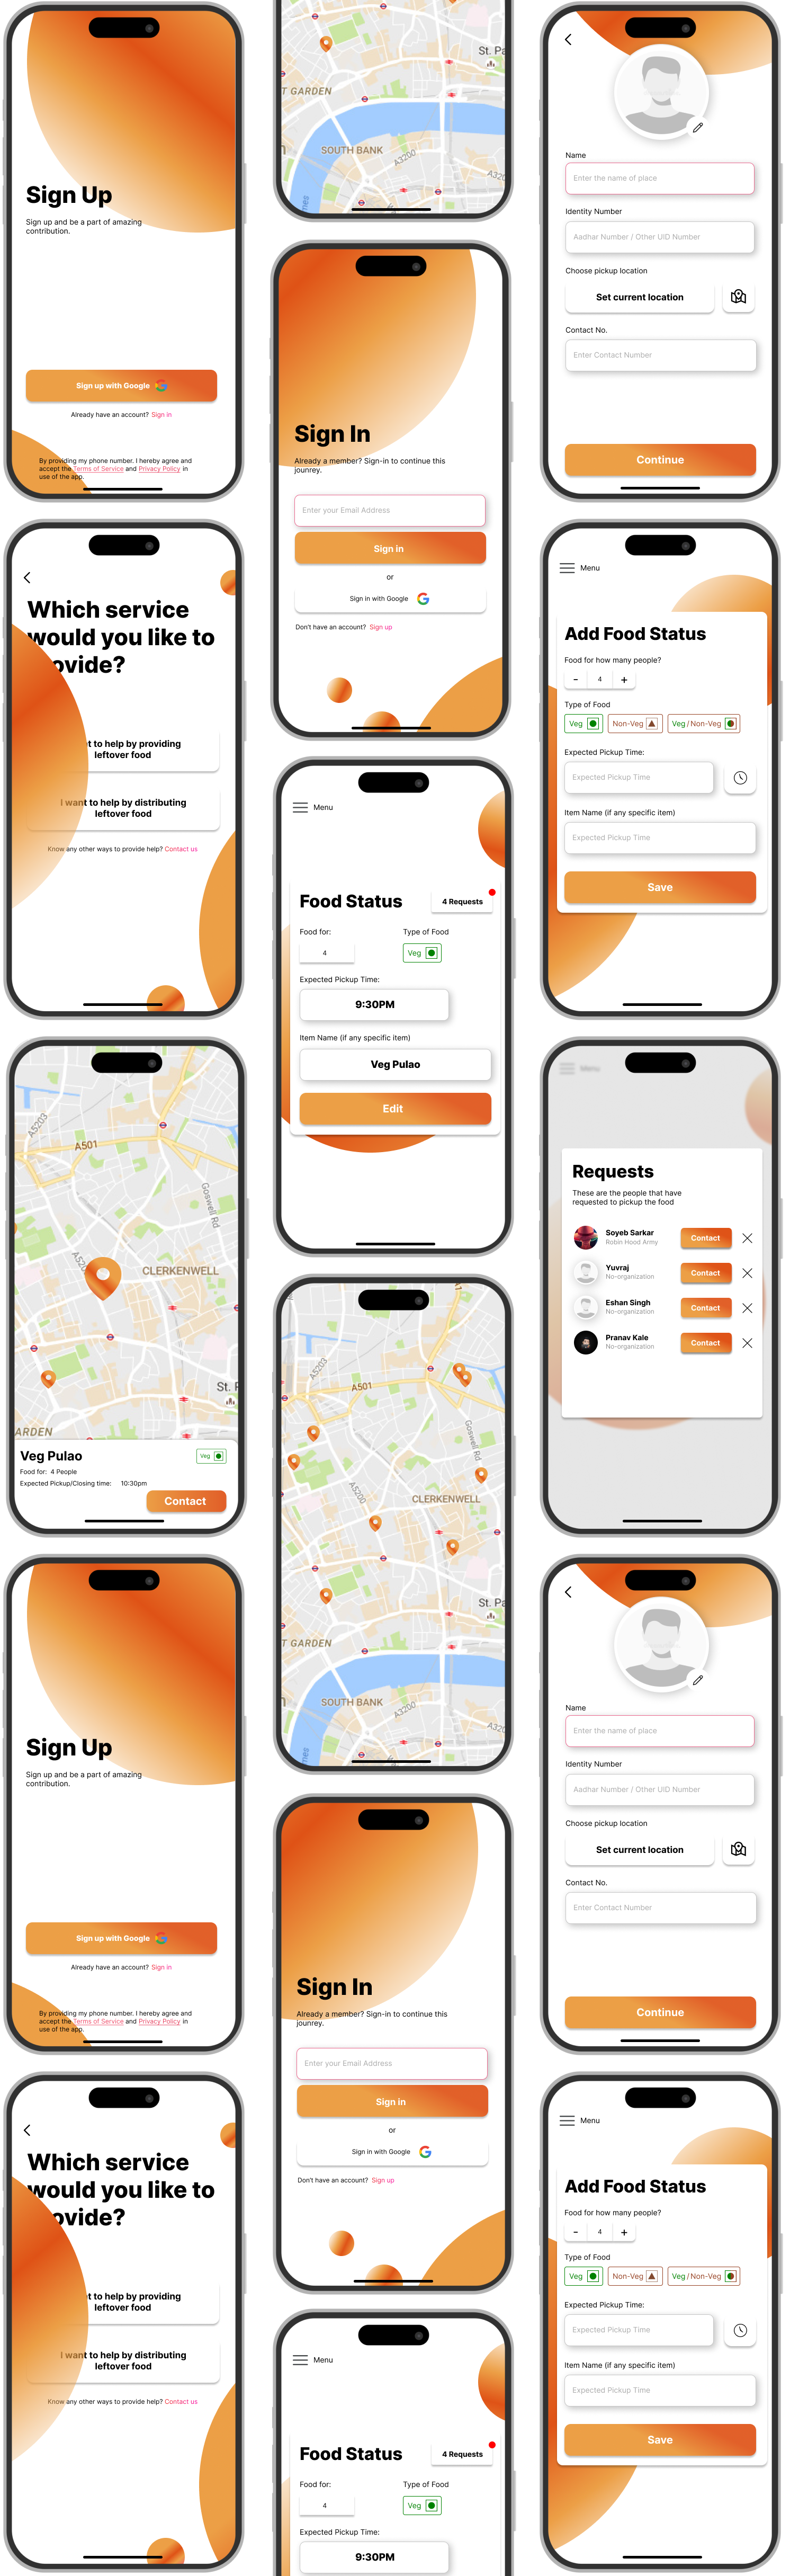 Sign Up
Sign up and be a part of amazing
contribution.
Sign up with Google
Already have an account? Sign in
By providing my phone number. I hereby agree and
accept the Terms of Service and Privacy Policy in
use of the app.
Which service
would you like to
ovide?
t to help by providing
leftover food
I want to help by distributing
leftover food
Know any other ways to provide help? Contact us
A5203
A501
Goswell Rd
A520
CLERKENWELL
St. F
ARDEN
Veg Pulao
Veg
Food for: 4 People
Expected Pickup/Closing time: 10:30pm
Contact
Sign Up
Sign up and be a part of amazing
contribution.
Sign up with Google
Already have an account? Sign in
By providing my phone number. I hereby agree and
accept the Terms of Service and Privacy Policy in
use of the app.
Which service
would you like to
ovide?
t to help by providing
leftover food
I want to help by distributing
leftover food
Know any other ways to provide help? Contact us
St. Pa
T GARDEN
SOUTH BANK
A3200
A320
mes
Sign In
Already a member? Sign-in to continue this
jounrey.
Enter your Email Address
Sign in
or
Sign in with Google
Don't have an account? Sign up
Menu
Food Status
4 Requests
Food for:
Type of Food
4
Veg
Expected Pickup Time:
9:30PM
Item Name (if any specific item)
Veg Pulao
Edit
A5203
A501
Goswell Rd
A5200
CLERKENWELL
St. Pa
T GARDEN
SOUTH BANK
A3200
A320
mes
Sign In
Already a member? Sign-in to continue this
jounrey.
Enter your Email Address
Sign in
or
Sign in with Google
Don't have an account? Sign up
Menu
Food Status
4 Requests
Food for:
Type of Food
4
Veg
Expected Pickup Time:
9:30PM
Name
Enter the name of place
Identity Number
Aadhar Number / Other UID Number
Choose pickup location
Set current location
Contact No.
Enter Contact Number
Continue
Menu
Add Food Status
Food for how many people?
- 4 +
Type of Food
Veg
Non-Veg
Veg / Non-Veg
Expected Pickup Time:
Expected Pickup Time
Item Name (if any specific item)
Expected Pickup Time
Save
Menu
Requests
These are the people that have
requested to pickup the food
Soyeb Sarkar
Robin Hood Army
Contact
Yuvraj
No-organization
Contact
Eshan Singh
No-organization
Contact
Pranav Kale
No-organization
Contact
Name
Enter the name of place
Identity Number
Aadhar Number / Other UID Number
Choose pickup location
Set current location
Contact No.
Enter Contact Number
Continue
Menu
Add Food Status
Food for how many people?
- 4 +
Type of Food
Veg
Non-Veg
Veg / Non-Veg
Expected Pickup Time:
Expected Pickup Time
Item Name (if any specific item)
Expected Pickup Time
Save